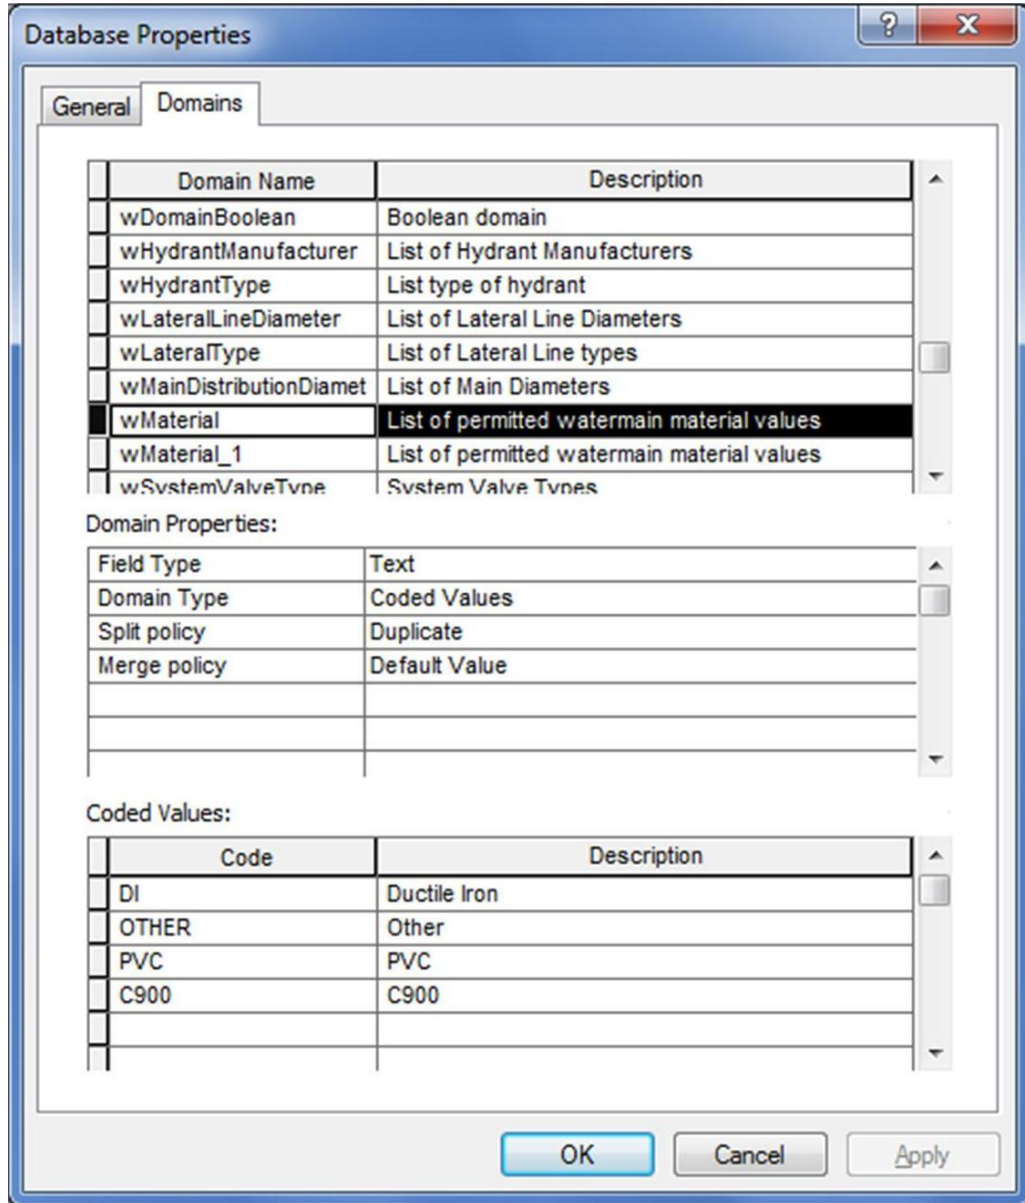 Database Properties
General Domains
Domain Name Description
wDomainBoolean Boolean domain
wHydrantManufacturer List of Hydrant Manufacturers
wHydrantType List type of hydrant
wLateralLineDiameter List of Lateral Line Diameters
wLateralType List of Lateral Line types
wMainDistributionDiamet List of Main Diameters
wMaterial List of permitted watermain material values
wMaterial_1 List of permitted watermain material values
wSystemValveType System Valve Types
Domain Properties:
Field Type Text
Domain Type Coded Values
Split policy Duplicate
Merge policy Default Value
Coded Values:
Code Description
DI Ductile Iron
OTHER Other
PVC PVC
C900 C900
OK Cancel Apply